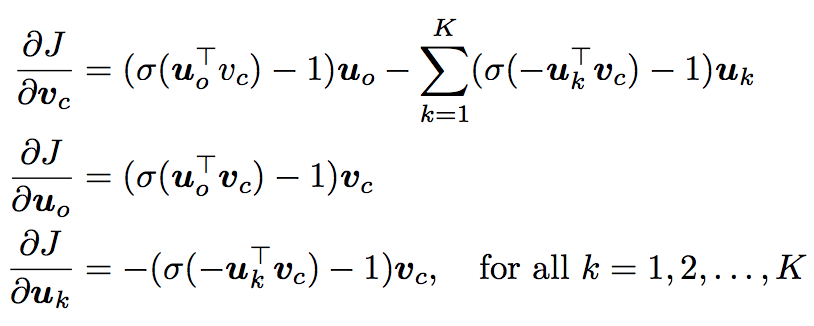 ∂J/∂𝒗_c = (σ(𝒖_o^⊤ v_c) − 1)𝒖_o − ∑_{k=1}^{K} (σ(−𝒖_k^⊤ 𝒗_c) − 1)𝒖_k
∂J/∂𝒖_o = (σ(𝒖_o^⊤ 𝒗_c) − 1)𝒗_c
∂J/∂𝒖_k = −(σ(−𝒖_k^⊤ 𝒗_c) − 1)𝒗_c, for all k = 1, 2, . . . , K